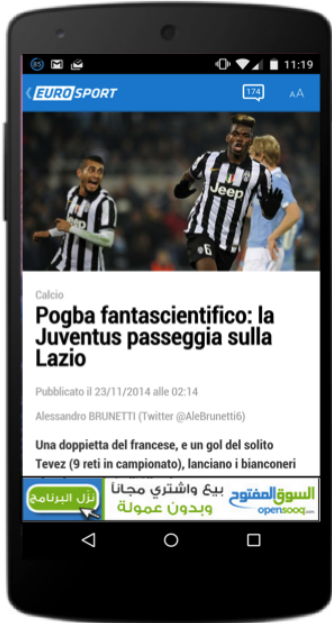 85
11:19
EUROSPORT
174
AA
Jeep
6
Calcio
Pogba fantascientifico: la
Juventus passeggia sulla
Lazio
Pubblicato il 23/11/2014 alle 02:14
Alessandro BRUNETTI (Twitter @AleBrunetti6)
Una doppietta del francese, e un gol del solito
Tevez (9 reti in campionato), lanciano i bianconeri
السوق المفتوح
opensooq.com
بيع واشتري مجاناً
وبدون عمولة
نزل البرنامج